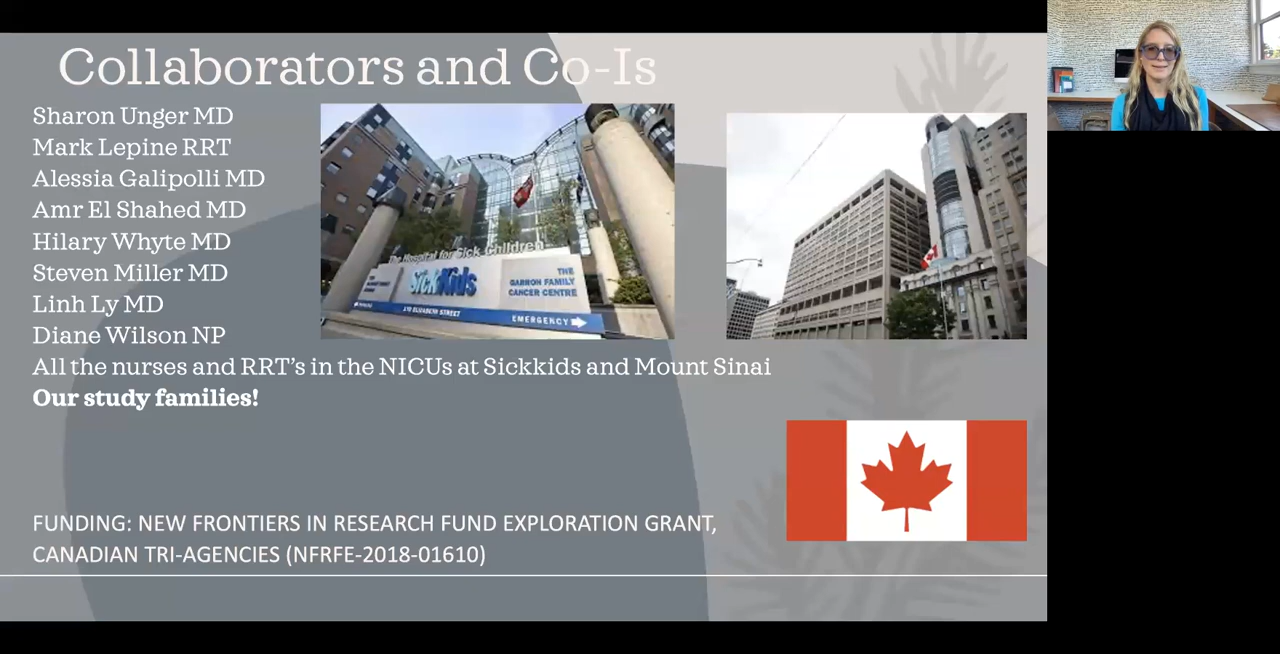 Collaborators and Co-Is
Sharon Unger MD
Mark Lepine RRT
Alessia Galipolli MD
Amr El Shahed MD
Hilary Whyte MD
Steven Miller MD
Linh Ly MD
Diane Wilson NP
All the nurses and RRT's in the NICUs at Sickkids and Mount Sinai
Our study families!
The Hospital for Sick Children
SickKids
THE
GARRON FAMILY
CANCER CENTRE
170 ELIZABETH STREET
EMERGENCY
FUNDING: NEW FRONTIERS IN RESEARCH FUND EXPLORATION GRANT,
CANADIAN TRI-AGENCIES (NFRFE-2018-01610)